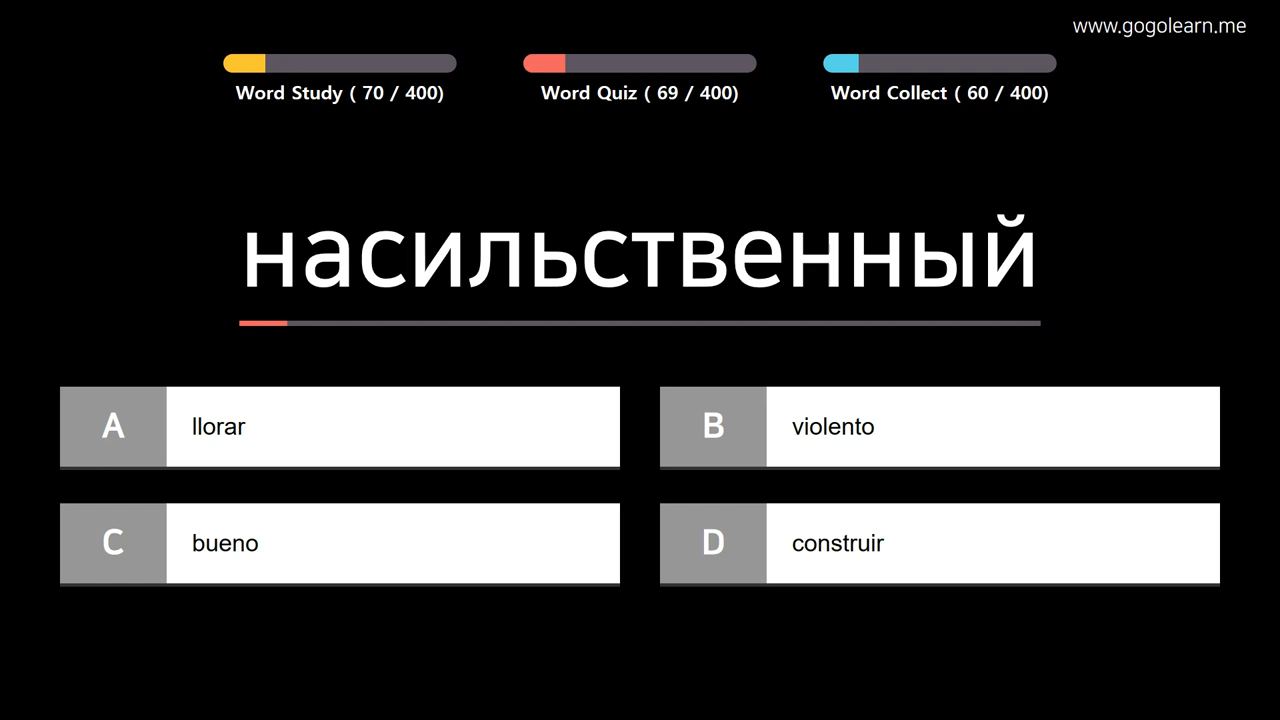 www.gogolearn.me
Word Study ( 70 / 400)
Word Quiz ( 69 / 400)
Word Collect ( 60 / 400)
насильственный
A llorar
B violento
C bueno
D construir